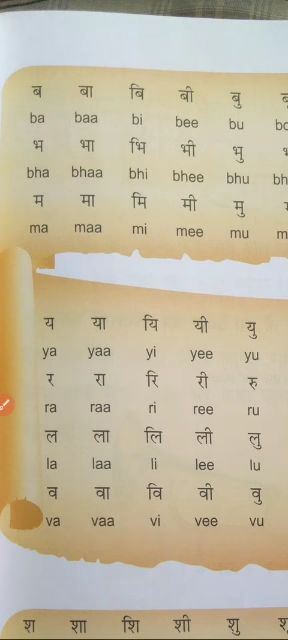 ब बा बि बी बु
ba baa bi bee bu
भ भा भि भी भु
bha bhaa bhi bhee bhu
म मा मि मी मु
ma maa mi mee mu
य या यि यी यु
ya yaa yi yee yu
र रा रि री रु
ra raa ri ree ru
ल ला लि ली लु
la laa li lee lu
व वा वि वी वु
va vaa vi vee vu
श शा शि शी शु